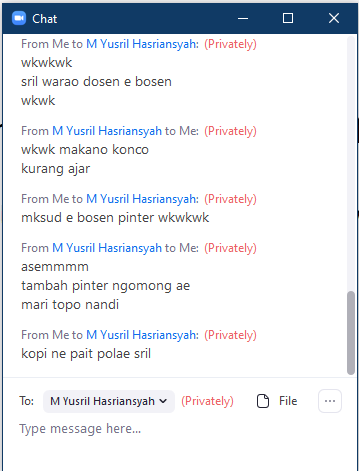 Chat
From Me to M Yusril Hasriansyah: (Privately)
wkwkwk
sril warao dosen e bosen
wkwk
From M Yusril Hasriansyah to Me: (Privately)
wkwk makano konco
kurang ajar
From Me to M Yusril Hasriansyah: (Privately)
mksud e bosen pinter wkwkwk
From M Yusril Hasriansyah to Me: (Privately)
asemmmm
tambah pinter ngomong ae
mari topo nandi
From Me to M Yusril Hasriansyah: (Privately)
kopi ne pait polae sril
To: M Yusril Hasriansyah (Privately) File
Type message here...